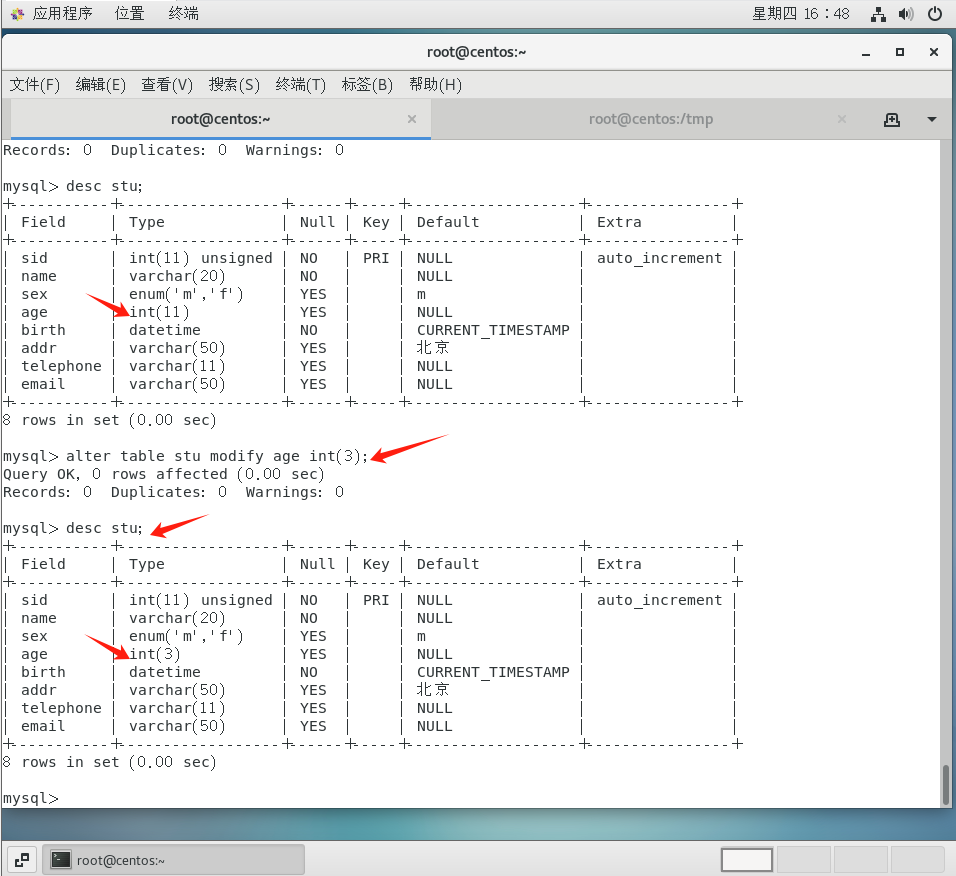 应用程序 位置 终端 星期四 16：48
root@centos:~
文件(F) 编辑(E) 查看(V) 搜索(S) 终端(T) 标签(B) 帮助(H)
root@centos:~ × root@centos:/tmp ×
Records: 0  Duplicates: 0  Warnings: 0
mysql> desc stu;
+-----------+------------------+------+-----+-------------------+----------------+
| Field     | Type             | Null | Key | Default           | Extra          |
+-----------+------------------+------+-----+-------------------+----------------+
| sid       | int(11) unsigned | NO   | PRI | NULL              | auto_increment |
| name      | varchar(20)      | NO   |     | NULL              |                |
| sex       | enum('m','f')    | YES  |     | m                 |                |
| age       | int(11)          | YES  |     | NULL              |                |
| birth     | datetime         | NO   |     | CURRENT_TIMESTAMP |                |
| addr      | varchar(50)      | YES  |     | 北京              |                |
| telephone | varchar(11)      | YES  |     | NULL              |                |
| email     | varchar(50)      | YES  |     | NULL              |                |
+-----------+------------------+------+-----+-------------------+----------------+
8 rows in set (0.00 sec)
mysql> alter table stu modify age int(3);
Query OK, 0 rows affected (0.00 sec)
Records: 0  Duplicates: 0  Warnings: 0
mysql> desc stu;
+-----------+------------------+------+-----+-------------------+----------------+
| Field     | Type             | Null | Key | Default           | Extra          |
+-----------+------------------+------+-----+-------------------+----------------+
| sid       | int(11) unsigned | NO   | PRI | NULL              | auto_increment |
| name      | varchar(20)      | NO   |     | NULL              |                |
| sex       | enum('m','f')    | YES  |     | m                 |                |
| age       | int(3)           | YES  |     | NULL              |                |
| birth     | datetime         | NO   |     | CURRENT_TIMESTAMP |                |
| addr      | varchar(50)      | YES  |     | 北京              |                |
| telephone | varchar(11)      | YES  |     | NULL              |                |
| email     | varchar(50)      | YES  |     | NULL              |                |
+-----------+------------------+------+-----+-------------------+----------------+
8 rows in set (0.00 sec)
mysql>
root@centos:~